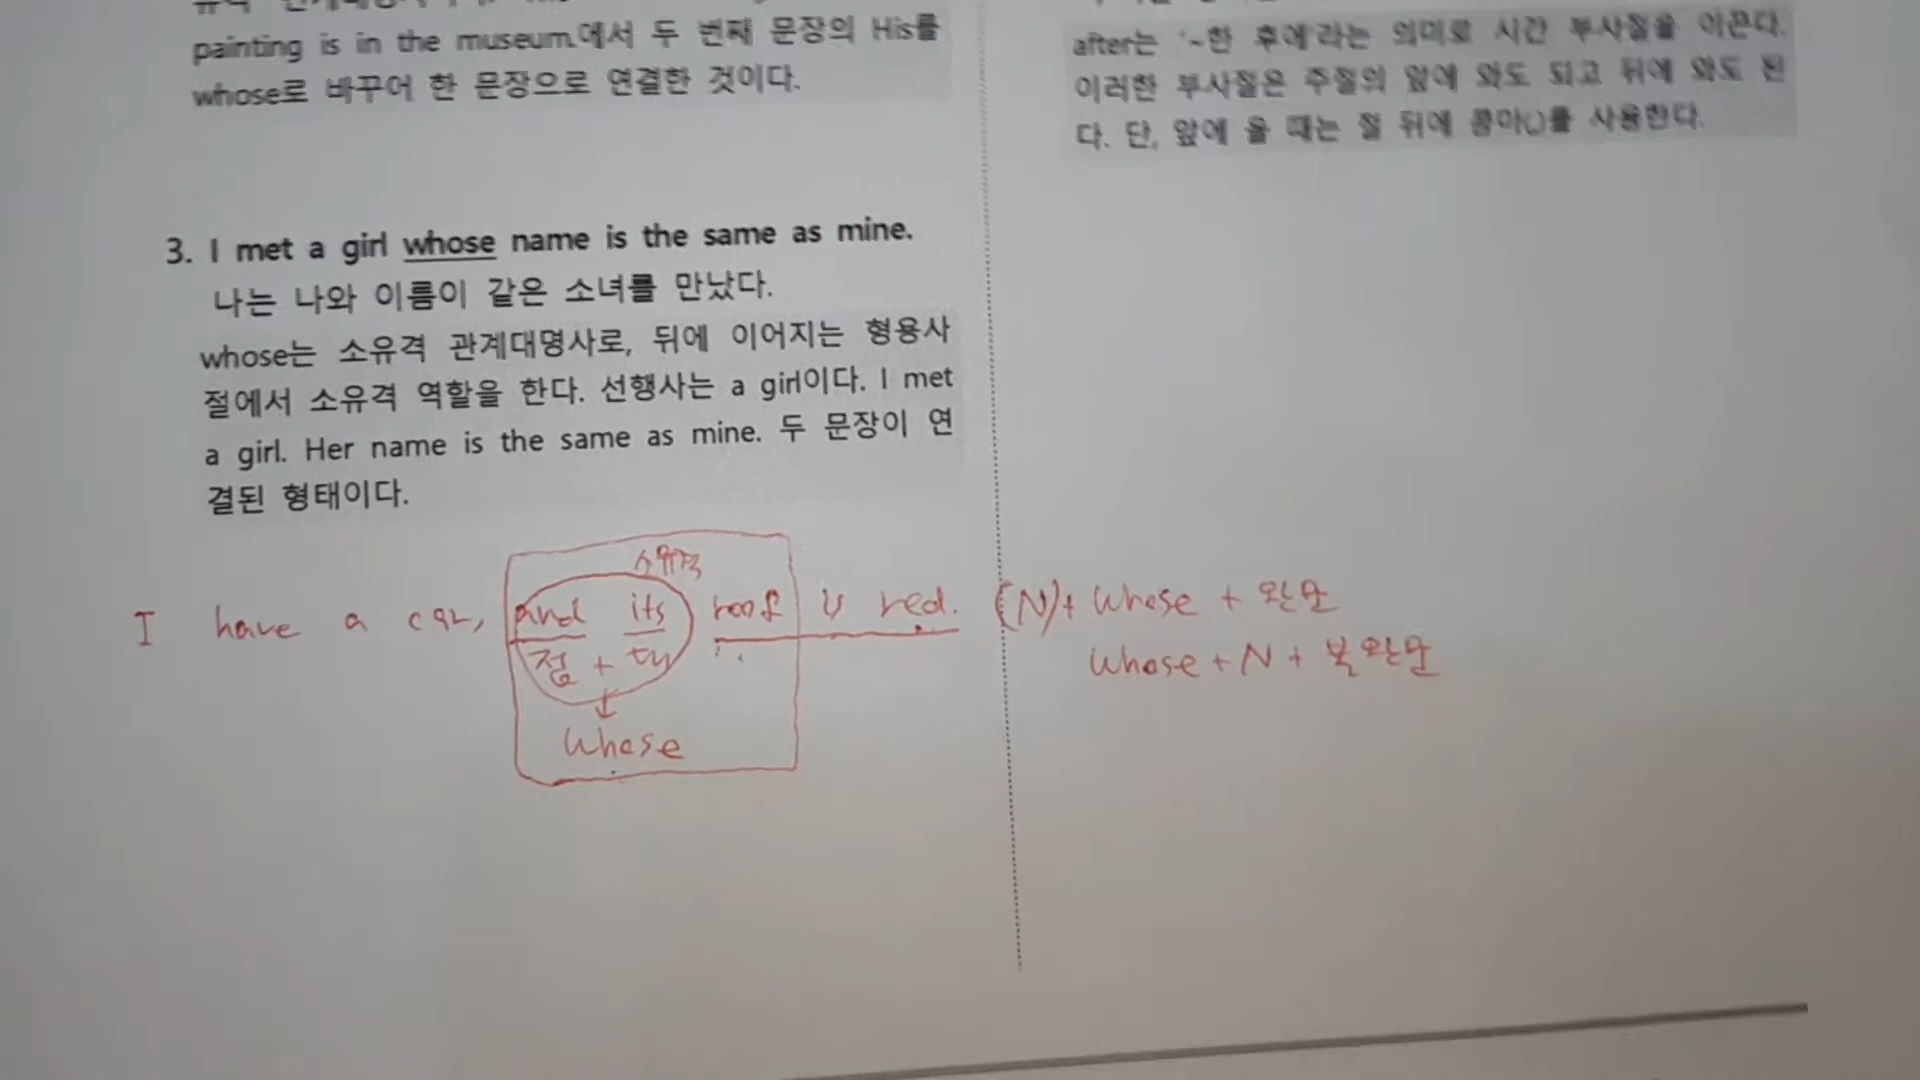 painting is in the museum.에서 두 번째 문장의 His를
whose로 바꾸어 한 문장으로 연결한 것이다.
3. I met a girl whose name is the same as mine.
나는 나와 이름이 같은 소녀를 만났다.
whose는 소유격 관계대명사로, 뒤에 이어지는 형용사
절에서 소유격 역할을 한다. 선행사는 a girl이다. I met
a girl. Her name is the same as mine. 두 문장이 연
결된 형태이다.
after는 '~한 후에'라는 의미로 시간 부사절을 이끈다.
이러한 부사절은 주절의 앞에 와도 되고 뒤에 와도 된
다. 단, 앞에 올 때는 절 뒤에 콤마(,)를 사용한다.
소유격
I have a car, and its roof is red.
접 + 대
↓
whose
(N) + whose + 완문
whose + N + 불완문